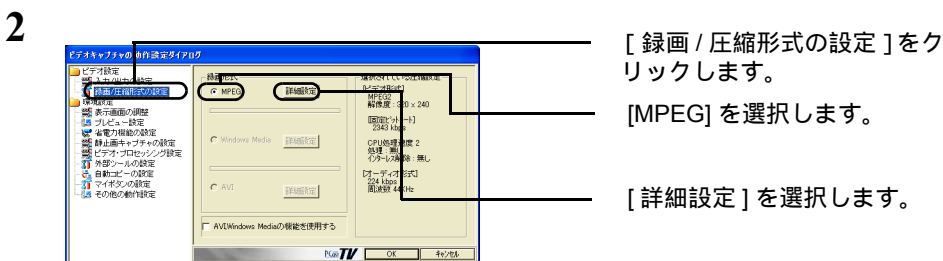 2
[ 録画 / 圧縮形式の設定 ]をク
リックします。
[MPEG] を選択します。
[ 詳細設定 ] を選択します。
ビデオキャプチャの動作設定ダイアログ
ビデオ設定
入力/出力の設定
録画/圧縮形式の設定
環境設定
表示画面の調整
プレビュー設定
省電力機能の設定
静止画キャプチャの設定
ビデオ・プロセッシング設定
外部ツールの設定
自動コピーの設定
マイボタンの設定
その他の動作設定
録画形式
MPEG
詳細設定
Windows Media
詳細設定
AVI
詳細設定
AVI,Windows Mediaの機能を使用する
選択されている圧縮設定
[ビデオ形式]
MPEG2
解像度 : 320 x 240
[固定ビットレート]
2343 kbps
CPU処理速度 2
処理 : 無し
インターレス解除 : 無し
[オーディオ形式]
224 kbps
周波数 44KHz
TV
OK
キャンセル